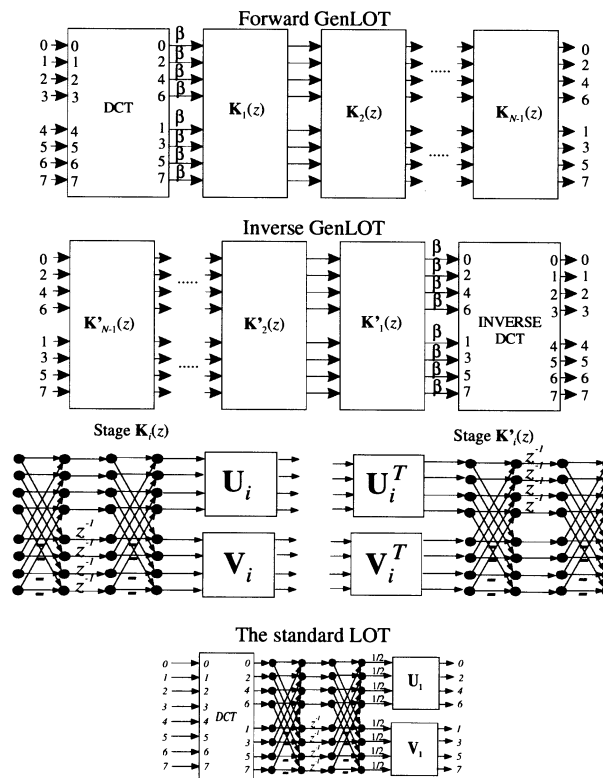 Forward GenLOT
β
0 0 0
1 1 2 β
2 2 4 β
3 3 6 β
DCT K₁(z) K₂(z) ..... K_{N-1}(z)
0
2
4
6
β
4 4 1
5 5 3 β
6 6 5 β
7 7 7 β
.....
1
3
5
7
Inverse GenLOT
β
0 0 0
2 β 2 1 1
4 β 4 2 2
6 β 6 3 3
K'_{N-1}(z) ..... K'₂(z) K'₁(z) INVERSE DCT
β
1 1 4 4
3 β 3 5 5
5 β 5 6 6
7 β 7 7 7
.....
Stage K_i(z) Stage K'_i(z)
U_i U_i^T
z⁻¹ z⁻¹ z⁻¹ z⁻¹
V_i V_i^T
z⁻¹ z⁻¹ z⁻¹ z⁻¹
- - - -
The standard LOT
0 0 1/2 0
1 2 1/2 2
2 4 1/2 4
3 6 1/2 6
DCT U₁
4 1 z⁻¹ 1/2 1
5 3 z⁻¹ 1/2 3
6 5 z⁻¹ 1/2 5
7 7 z⁻¹ 1/2 7
V₁